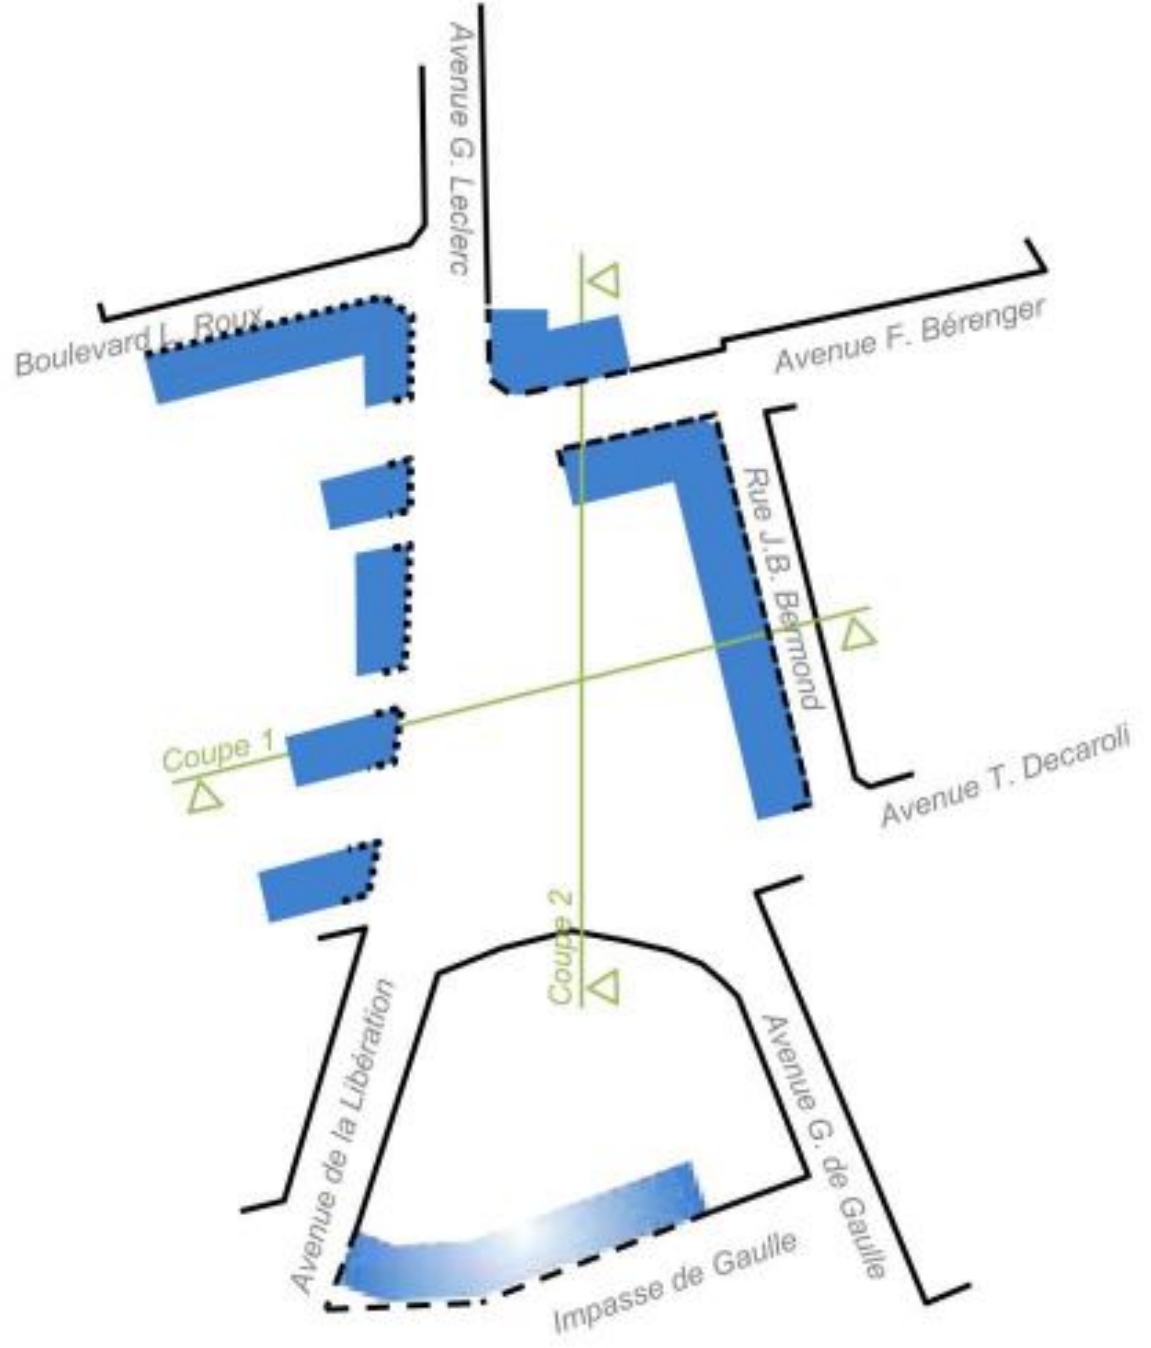 Avenue G. Leclerc
Boulevard L. Roux
Avenue F. Bérenger
Rue J.B. Bermond
Coupe 1
Avenue T. Decaroli
Coupe 2
Avenue de la Libération
Avenue G. de Gaulle
Impasse de Gaulle